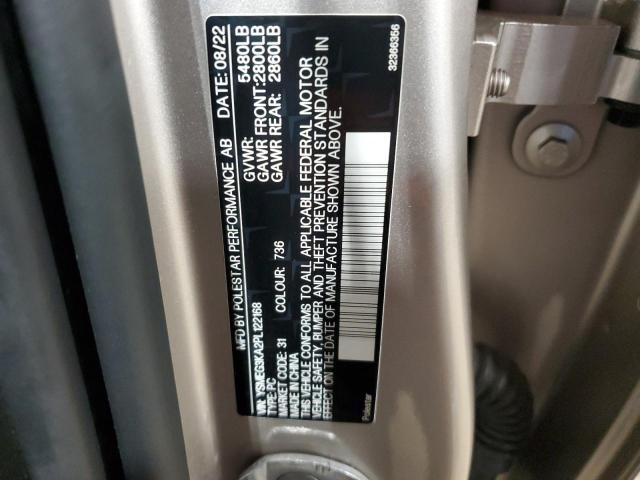 MFD BY POLESTAR PERFORMANCE AB DATE: 08/22
GVWR: 5480LB
GAWR FRONT: 2800LB
GAWR REAR: 2860LB
VIN: YSMEG3KA2PL122168
TYPE: PC
MARKET CODE: 31 COLOUR: 736
MADE IN CHINA
THIS VEHICLE CONFORMS TO ALL APPLICABLE FEDERAL MOTOR
VEHICLE SAFETY, BUMPER AND THEFT PREVENTION STANDARDS IN
EFFECT ON THE DATE OF MANUFACTURE SHOWN ABOVE.
Polestar 32366356